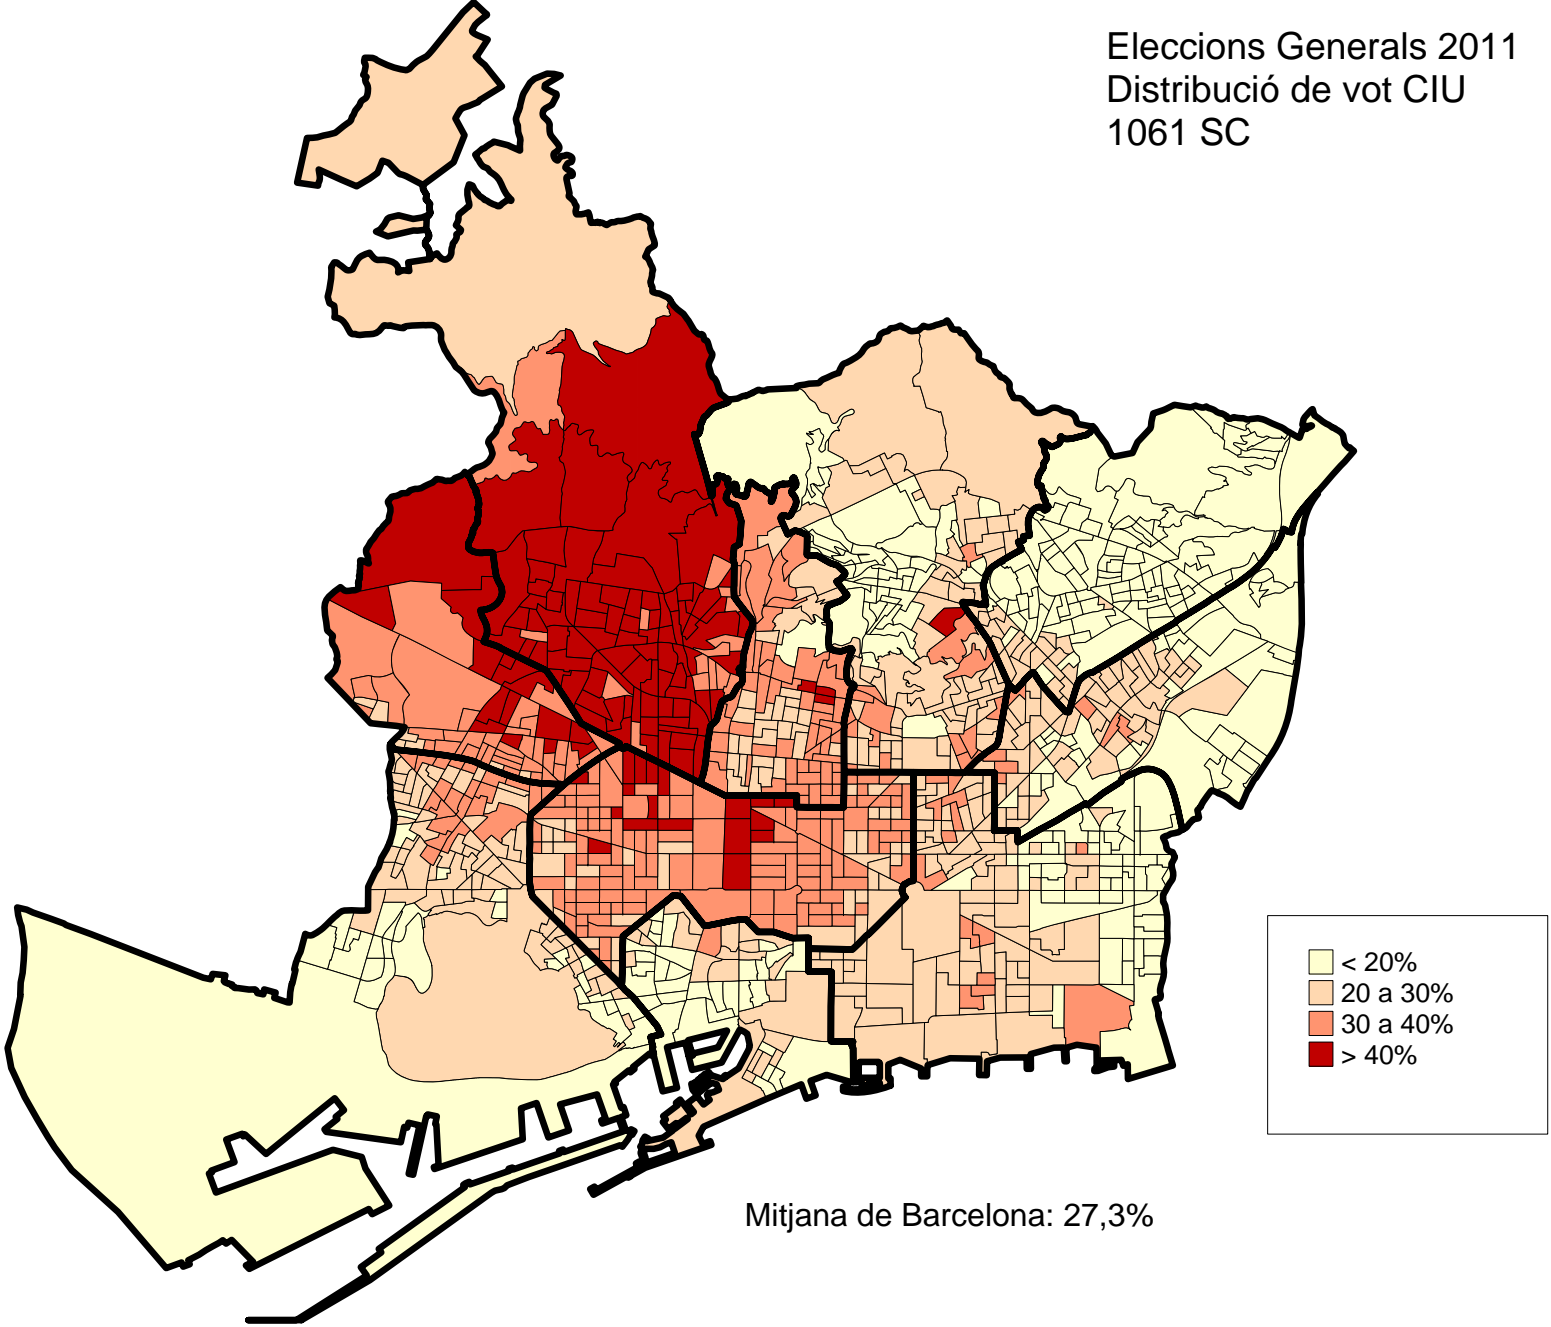 Eleccions Generals 2011
Distribució de vot CIU
1061 SC
< 20%
20 a 30%
30 a 40%
> 40%
Mitjana de Barcelona: 27,3%